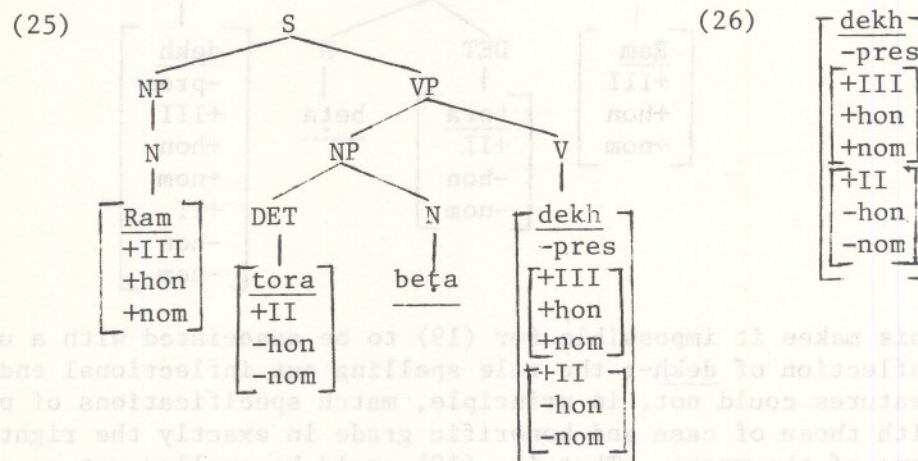 (25) S (26)
NP VP
N NP V
DET N
Ram
+III
+hon
+nom
tora
+II
-hon
-nom
beṭa
dekh
-pres
+III
+hon
+nom
+II
-hon
-nom
dekh
-pres
+III
+hon
+nom
+II
-hon
-nom